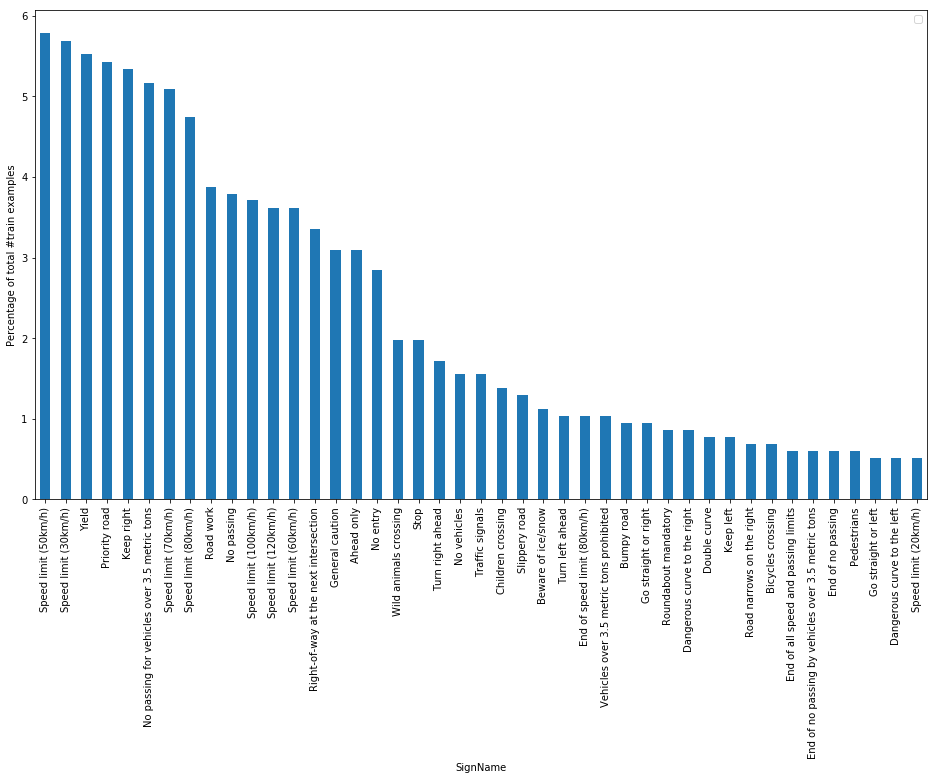 6
5
4
3
2
1
0
Percentage of total #train examples
Speed limit (50km/h)
Speed limit (30km/h)
Yield
Priority road
Keep right
No passing for vehicles over 3.5 metric tons
Speed limit (70km/h)
Speed limit (80km/h)
Road work
No passing
Speed limit (100km/h)
Speed limit (120km/h)
Speed limit (60km/h)
Right-of-way at the next intersection
General caution
Ahead only
No entry
Wild animals crossing
Stop
Turn right ahead
No vehicles
Traffic signals
Children crossing
Slippery road
Beware of ice/snow
Turn left ahead
End of speed limit (80km/h)
Vehicles over 3.5 metric tons prohibited
Bumpy road
Go straight or right
Roundabout mandatory
Dangerous curve to the right
Double curve
Keep left
Road narrows on the right
Bicycles crossing
End of all speed and passing limits
End of no passing by vehicles over 3.5 metric tons
End of no passing
Pedestrians
Go straight or left
Dangerous curve to the left
Speed limit (20km/h)
SignName